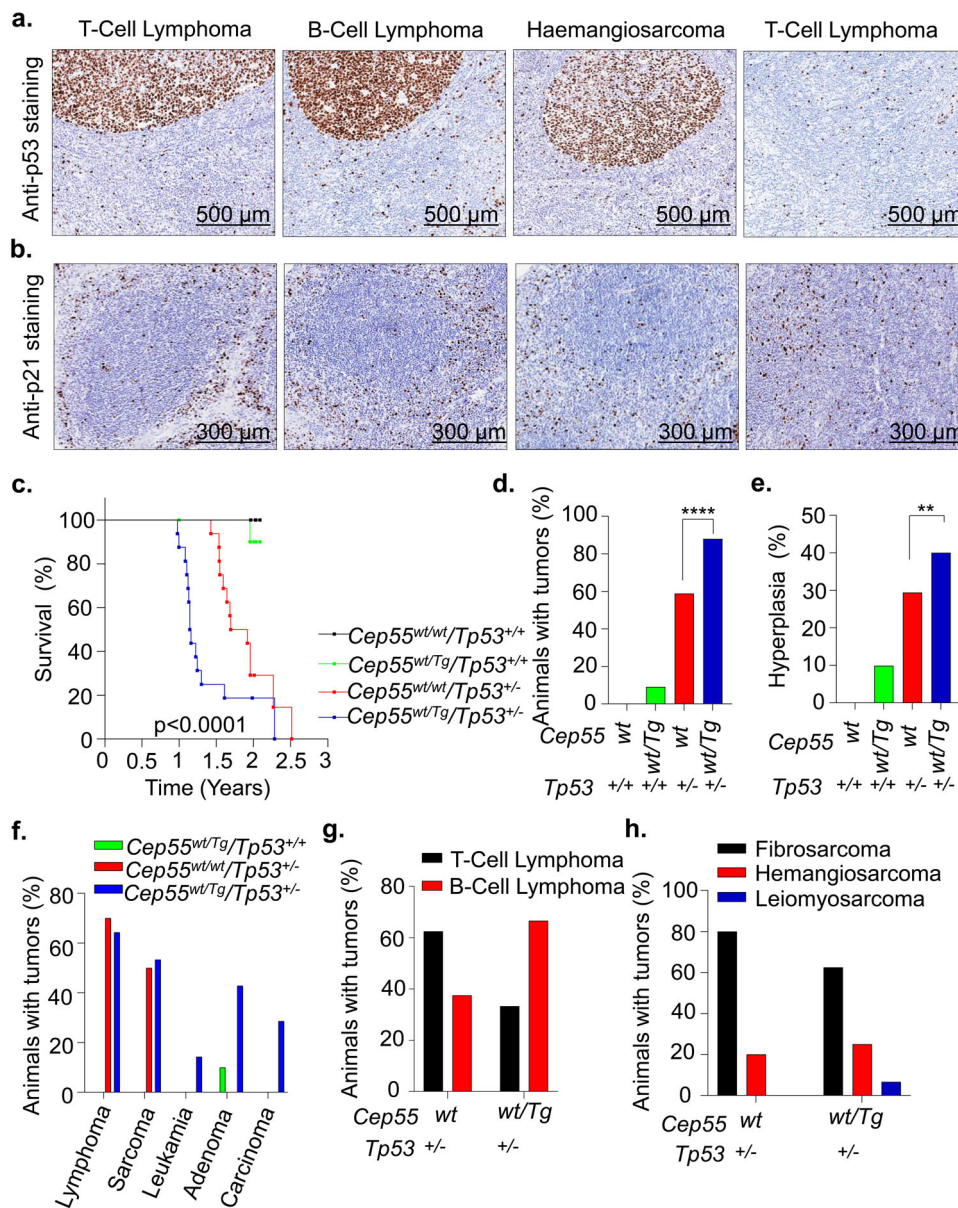 a.
T-Cell Lymphoma B-Cell Lymphoma Haemangiosarcoma T-Cell Lymphoma
Anti-p53 staining
500 µm 500 µm 500 µm 500 µm
b.
Anti-p21 staining
300 µm 300 µm 300 µm 300 µm
c.
Survival (%)
100
80
60
40
20
0
p<0.0001
0 0.5 1 1.5 2 2.5 3
Time (Years)
Cep55wt/wt/Tp53+/+
Cep55wt/Tg/Tp53+/+
Cep55wt/wt/Tp53+/-
Cep55wt/Tg/Tp53+/-
d.
Animals with tumors (%)
100
80
60
40
20
0
****
Cep55 wt wt/Tg wt wt/Tg
Tp53 +/+ +/+ +/- +/-
e.
Hyperplasia (%)
50
40
30
20
10
0
**
Cep55 wt wt/Tg wt wt/Tg
Tp53 +/+ +/+ +/- +/-
f.
Cep55wt/Tg/Tp53+/+
Cep55wt/wt/Tp53+/-
Cep55wt/Tg/Tp53+/-
Animals with tumors (%)
80
60
40
20
0
Lymphoma
Sarcoma
Leukamia
Adenoma
Carcinoma
g.
T-Cell Lymphoma
B-Cell Lymphoma
Animals with tumors (%)
80
60
40
20
0
Cep55 wt wt/Tg
Tp53 +/- +/-
h.
Fibrosarcoma
Hemangiosarcoma
Leiomyosarcoma
Animals with tumors (%)
100
80
60
40
20
0
Cep55 wt wt/Tg
Tp53 +/- +/-